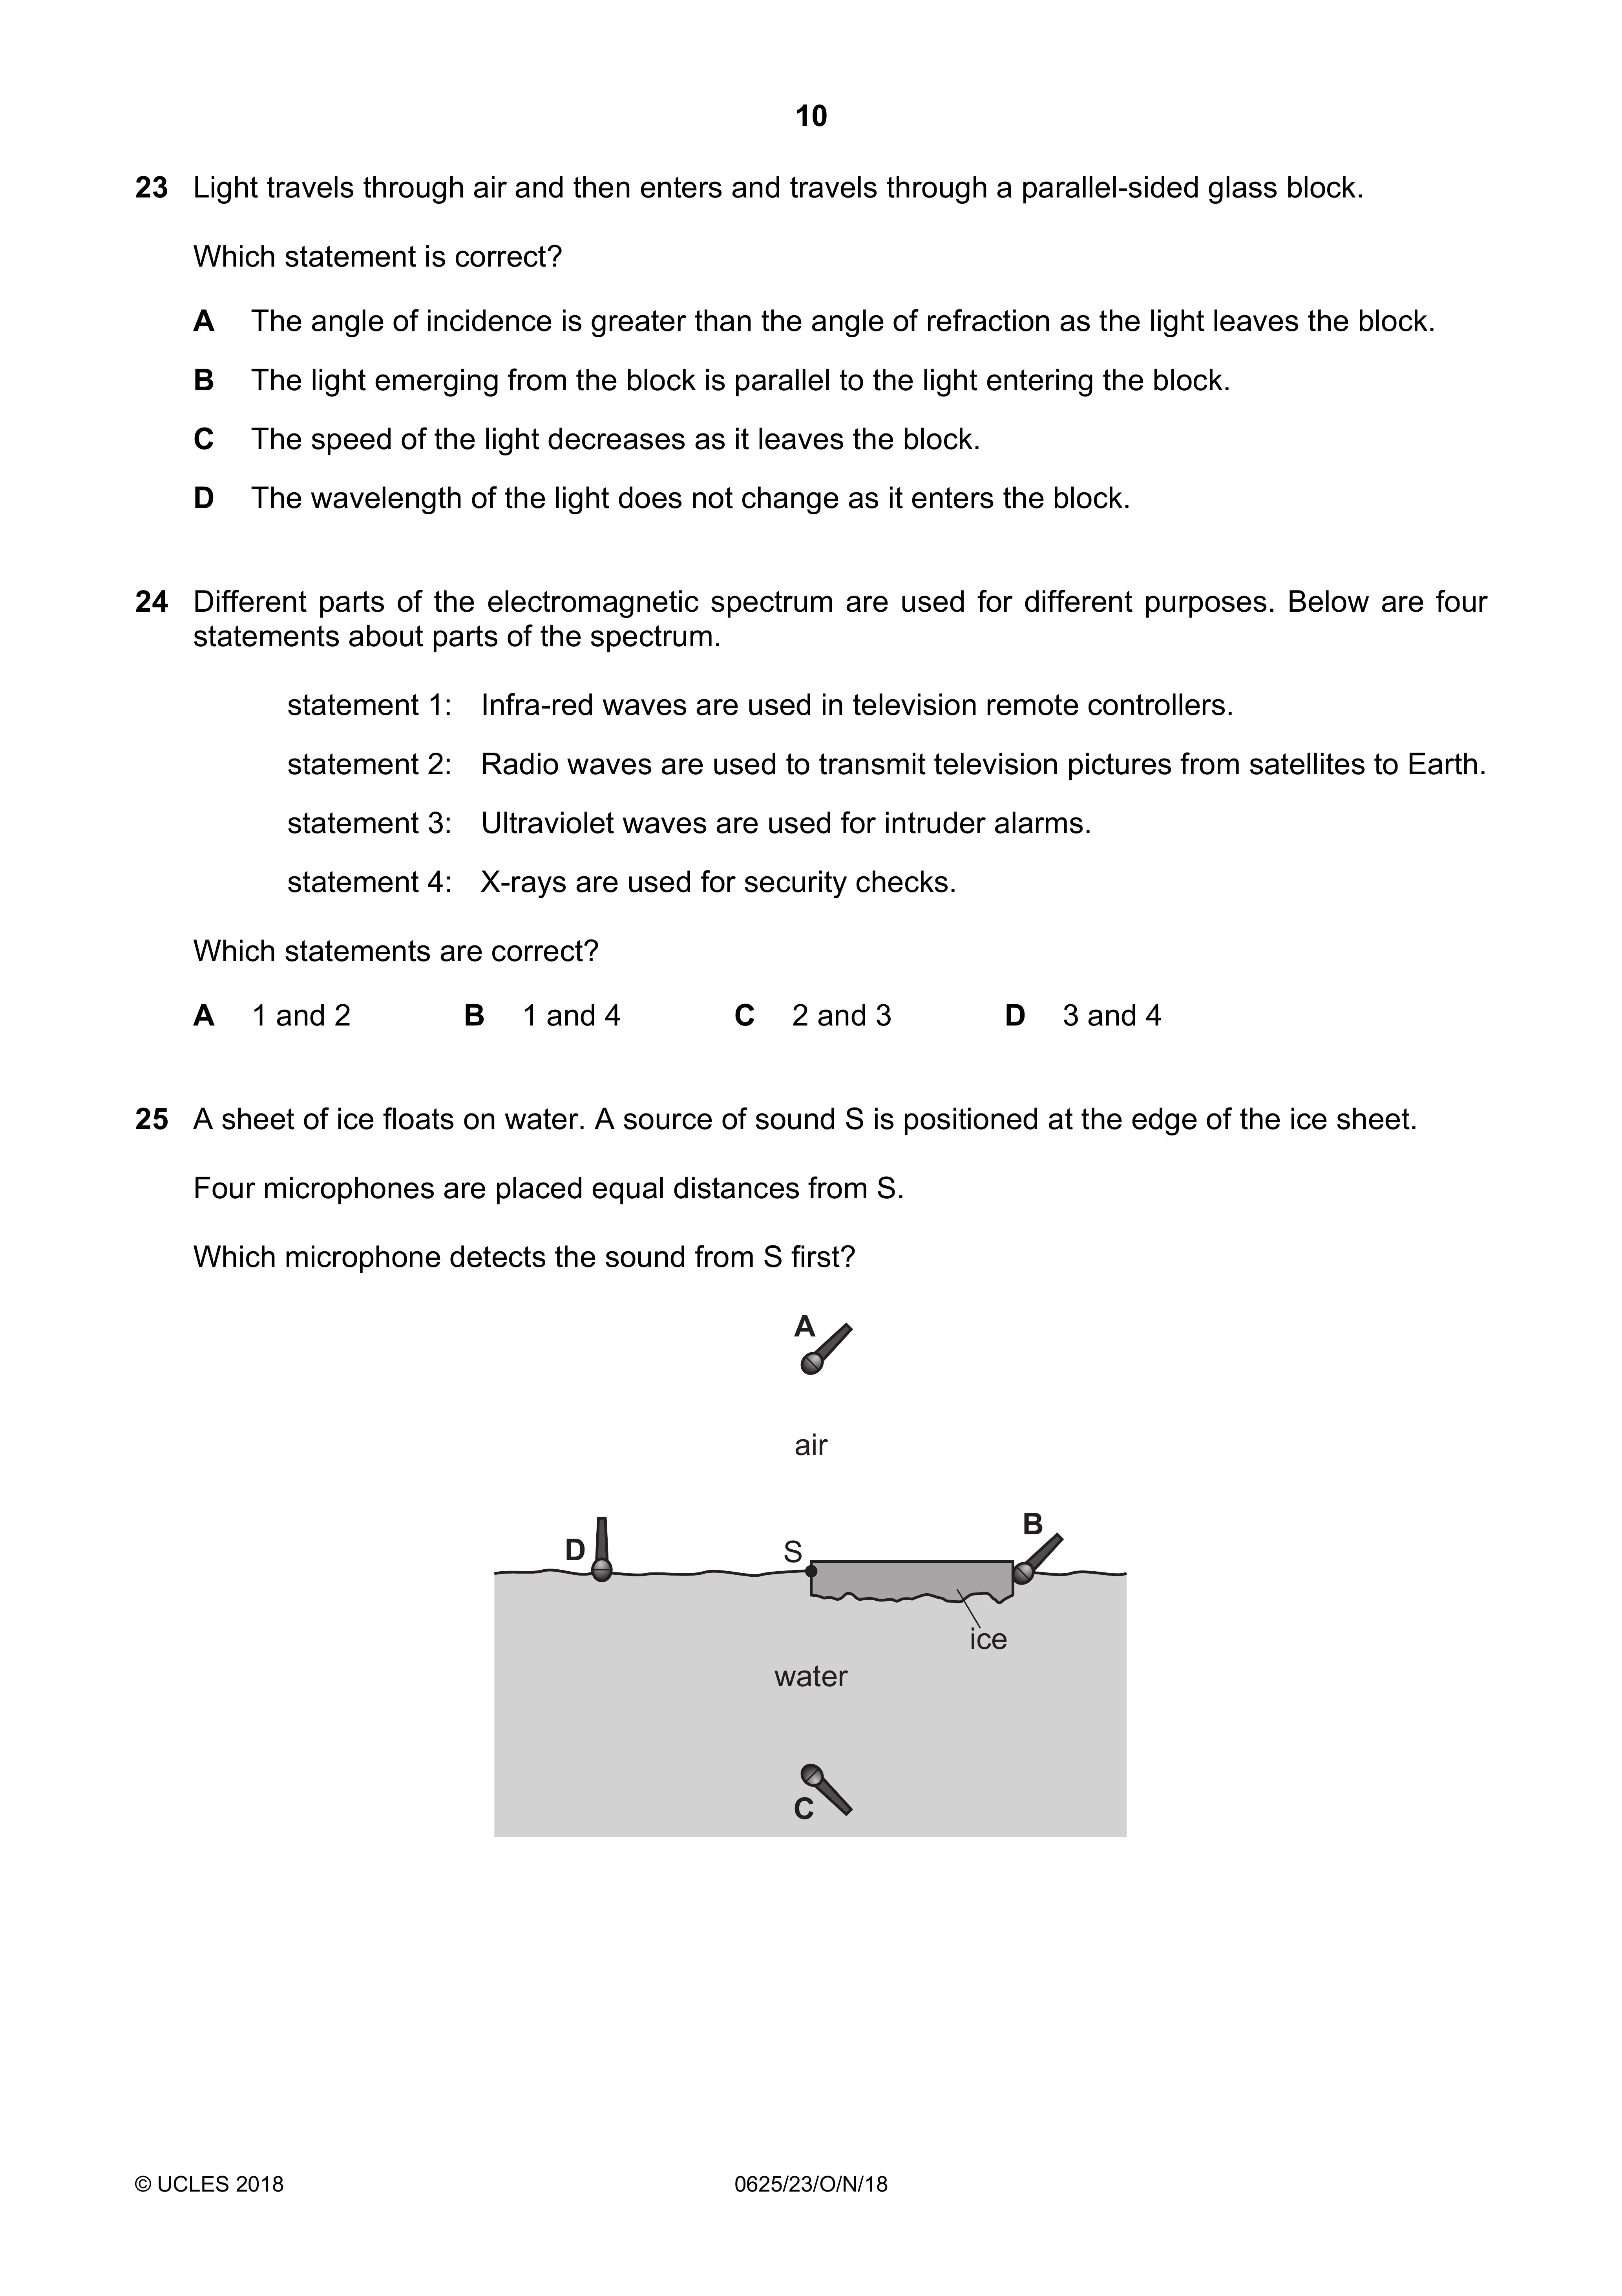 10
23 Light travels through air and then enters and travels through a parallel-sided glass block.
Which statement is correct?
A The angle of incidence is greater than the angle of refraction as the light leaves the block.
B The light emerging from the block is parallel to the light entering the block.
C The speed of the light decreases as it leaves the block.
D The wavelength of the light does not change as it enters the block.
24 Different parts of the electromagnetic spectrum are used for different purposes. Below are four
statements about parts of the spectrum.
statement 1: Infra-red waves are used in television remote controllers.
statement 2: Radio waves are used to transmit television pictures from satellites to Earth.
statement 3: Ultraviolet waves are used for intruder alarms.
statement 4: X-rays are used for security checks.
Which statements are correct?
A 1 and 2 B 1 and 4 C 2 and 3 D 3 and 4
25 A sheet of ice floats on water. A source of sound S is positioned at the edge of the ice sheet.
Four microphones are placed equal distances from S.
Which microphone detects the sound from S first?
A
air
B
D S
ice
water
C
© UCLES 2018 0625/23/O/N/18